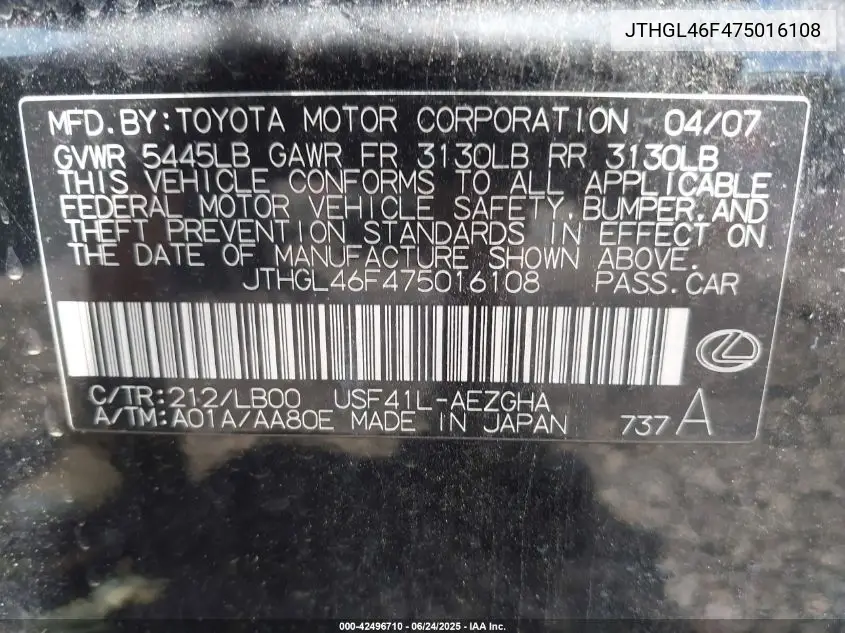 JTHGL46F475016108
MFD.BY:TOYOTA MOTOR CORPORATION 04/07
GVWR 5445LB GAWR FR 3130LB RR 3130LB
THIS VEHICLE CONFORMS TO ALL APPLICABLE
FEDERAL MOTOR VEHICLE SAFETY,BUMPER,AND
THEFT PREVENTION STANDARDS IN EFFECT ON
THE DATE OF MANUFACTURE SHOWN ABOVE.
JTHGL46F475016108 PASS.CAR
C/TR:212/LB00 USF41L-AEZGHA
A/TM:A01A/AA80E MADE IN JAPAN 737 A
000-42496710 - 06/24/2025 - IAA Inc.